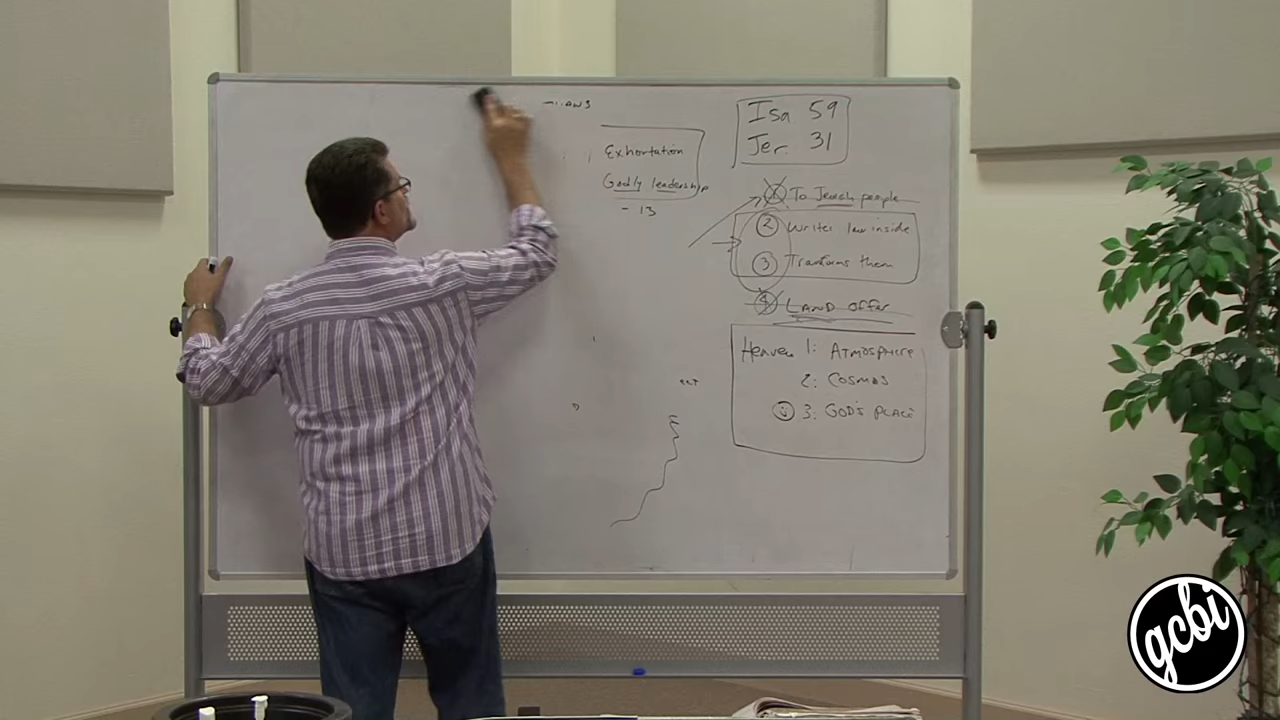 Exhortation
Godly leadership
- 13
Isa 59
Jer. 31
1 To Jewish people
2 Writes law inside
3 Transforms them
4 LAND offer
Heaven 1: ATMOSPHERE
2: COSMOS
3: GOD'S PLACE
gcbi